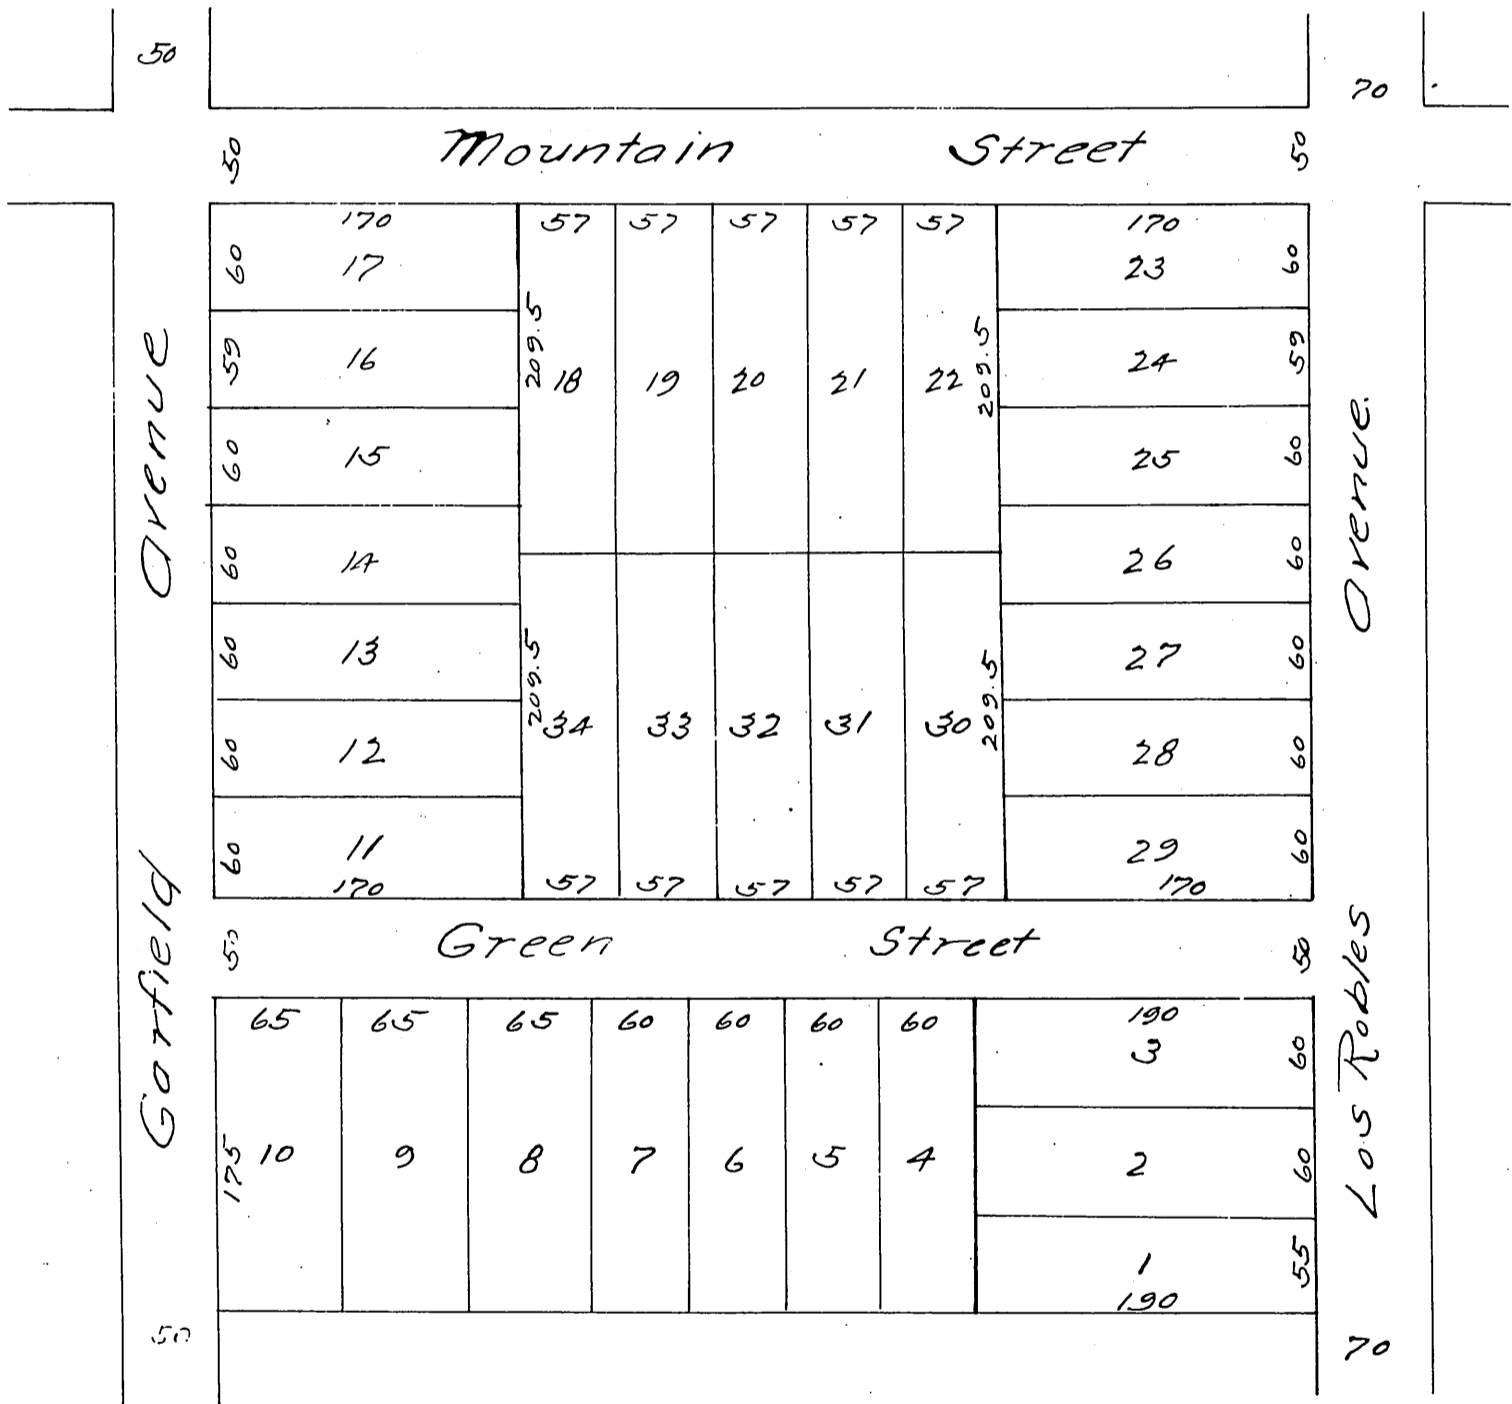 50
70
50 Mountain Street 50
170 57 57 57 57 57 170
60 17 23 60
209.5 209.5
59 16 18 19 20 21 22 24 59
60 15 25 60
60 14 26 60
209.5 209.5
60 13 27 60
34 33 32 31 30
60 12 28 60
60 11 29 60
170 57 57 57 57 57 170
Garfield Avenue
Los Robles Avenue.
50 Green Street 50
65 65 65 60 60 60 60 190
3 60
175 10 9 8 7 6 5 4 2 60
1 55
190
50
70